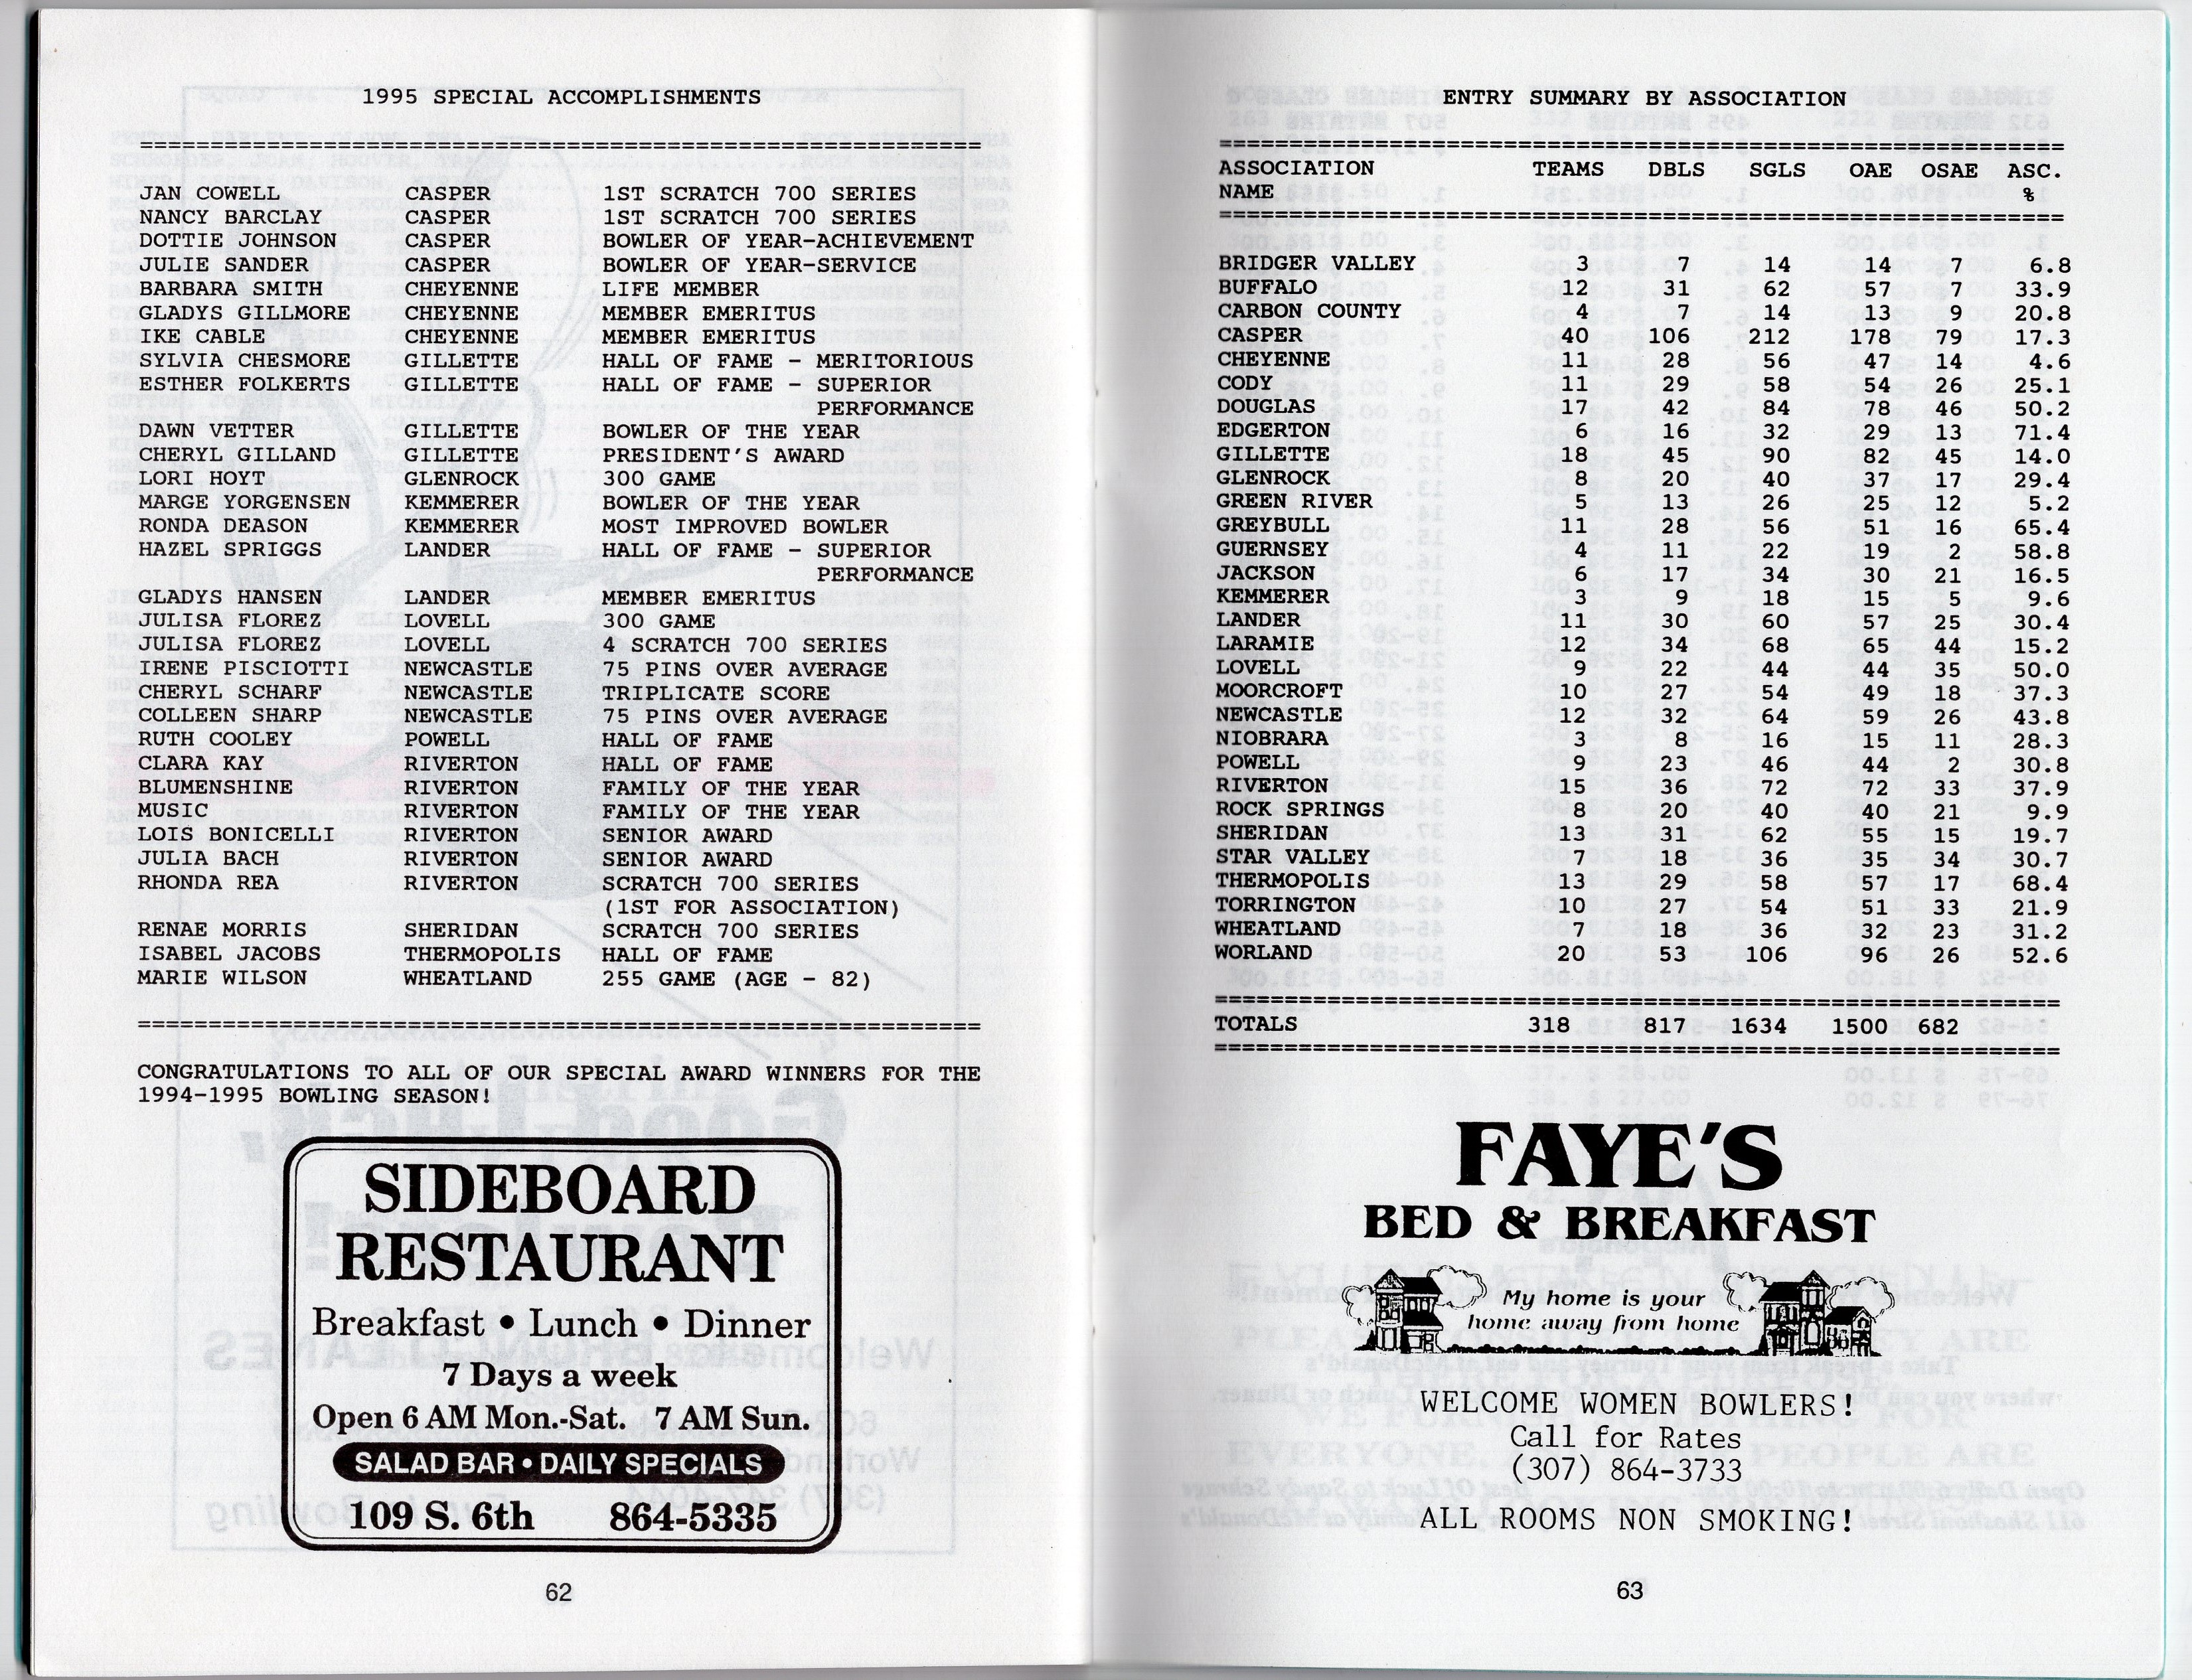 1995 SPECIAL ACCOMPLISHMENTS
============================================================
JAN COWELL CASPER 1ST SCRATCH 700 SERIES
NANCY BARCLAY CASPER 1ST SCRATCH 700 SERIES
DOTTIE JOHNSON CASPER BOWLER OF YEAR-ACHIEVEMENT
JULIE SANDER CASPER BOWLER OF YEAR-SERVICE
BARBARA SMITH CHEYENNE LIFE MEMBER
GLADYS GILLMORE CHEYENNE MEMBER EMERITUS
IKE CABLE CHEYENNE MEMBER EMERITUS
SYLVIA CHESMORE GILLETTE HALL OF FAME - MERITORIOUS
ESTHER FOLKERTS GILLETTE HALL OF FAME - SUPERIOR
PERFORMANCE
DAWN VETTER GILLETTE BOWLER OF THE YEAR
CHERYL GILLAND GILLETTE PRESIDENT'S AWARD
LORI HOYT GLENROCK 300 GAME
MARGE YORGENSEN KEMMERER BOWLER OF THE YEAR
RONDA DEASON KEMMERER MOST IMPROVED BOWLER
HAZEL SPRIGGS LANDER HALL OF FAME - SUPERIOR
PERFORMANCE
GLADYS HANSEN LANDER MEMBER EMERITUS
JULISA FLOREZ LOVELL 300 GAME
JULISA FLOREZ LOVELL 4 SCRATCH 700 SERIES
IRENE PISCIOTTI NEWCASTLE 75 PINS OVER AVERAGE
CHERYL SCHARF NEWCASTLE TRIPLICATE SCORE
COLLEEN SHARP NEWCASTLE 75 PINS OVER AVERAGE
RUTH COOLEY POWELL HALL OF FAME
CLARA KAY RIVERTON HALL OF FAME
BLUMENSHINE RIVERTON FAMILY OF THE YEAR
MUSIC RIVERTON FAMILY OF THE YEAR
LOIS BONICELLI RIVERTON SENIOR AWARD
JULIA BACH RIVERTON SENIOR AWARD
RHONDA REA RIVERTON SCRATCH 700 SERIES
(1ST FOR ASSOCIATION)
RENAE MORRIS SHERIDAN SCRATCH 700 SERIES
ISABEL JACOBS THERMOPOLIS HALL OF FAME
MARIE WILSON WHEATLAND 255 GAME (AGE - 82)
============================================================
CONGRATULATIONS TO ALL OF OUR SPECIAL AWARD WINNERS FOR THE
1994-1995 BOWLING SEASON!
SIDEBOARD
RESTAURANT
Breakfast • Lunch • Dinner
7 Days a week
Open 6 AM Mon.-Sat. 7 AM Sun.
SALAD BAR • DAILY SPECIALS
109 S. 6th 864-5335
62
ENTRY SUMMARY BY ASSOCIATION
============================================================
ASSOCIATION TEAMS DBLS SGLS OAE OSAE ASC.
NAME %
============================================================
BRIDGER VALLEY 3 7 14 14 7 6.8
BUFFALO 12 31 62 57 7 33.9
CARBON COUNTY 4 7 14 13 9 20.8
CASPER 40 106 212 178 79 17.3
CHEYENNE 11 28 56 47 14 4.6
CODY 11 29 58 54 26 25.1
DOUGLAS 17 42 84 78 46 50.2
EDGERTON 6 16 32 29 13 71.4
GILLETTE 18 45 90 82 45 14.0
GLENROCK 8 20 40 37 17 29.4
GREEN RIVER 5 13 26 25 12 5.2
GREYBULL 11 28 56 51 16 65.4
GUERNSEY 4 11 22 19 2 58.8
JACKSON 6 17 34 30 21 16.5
KEMMERER 3 9 18 15 5 9.6
LANDER 11 30 60 57 25 30.4
LARAMIE 12 34 68 65 44 15.2
LOVELL 9 22 44 44 35 50.0
MOORCROFT 10 27 54 49 18 37.3
NEWCASTLE 12 32 64 59 26 43.8
NIOBRARA 3 8 16 15 11 28.3
POWELL 9 23 46 44 2 30.8
RIVERTON 15 36 72 72 33 37.9
ROCK SPRINGS 8 20 40 40 21 9.9
SHERIDAN 13 31 62 55 15 19.7
STAR VALLEY 7 18 36 35 34 30.7
THERMOPOLIS 13 29 58 57 17 68.4
TORRINGTON 10 27 54 51 33 21.9
WHEATLAND 7 18 36 32 23 31.2
WORLAND 20 53 106 96 26 52.6
============================================================
TOTALS 318 817 1634 1500 682
============================================================
FAYE'S
BED & BREAKFAST
My home is your
home away from home
WELCOME WOMEN BOWLERS!
Call for Rates
(307) 864-3733
ALL ROOMS NON SMOKING!
63